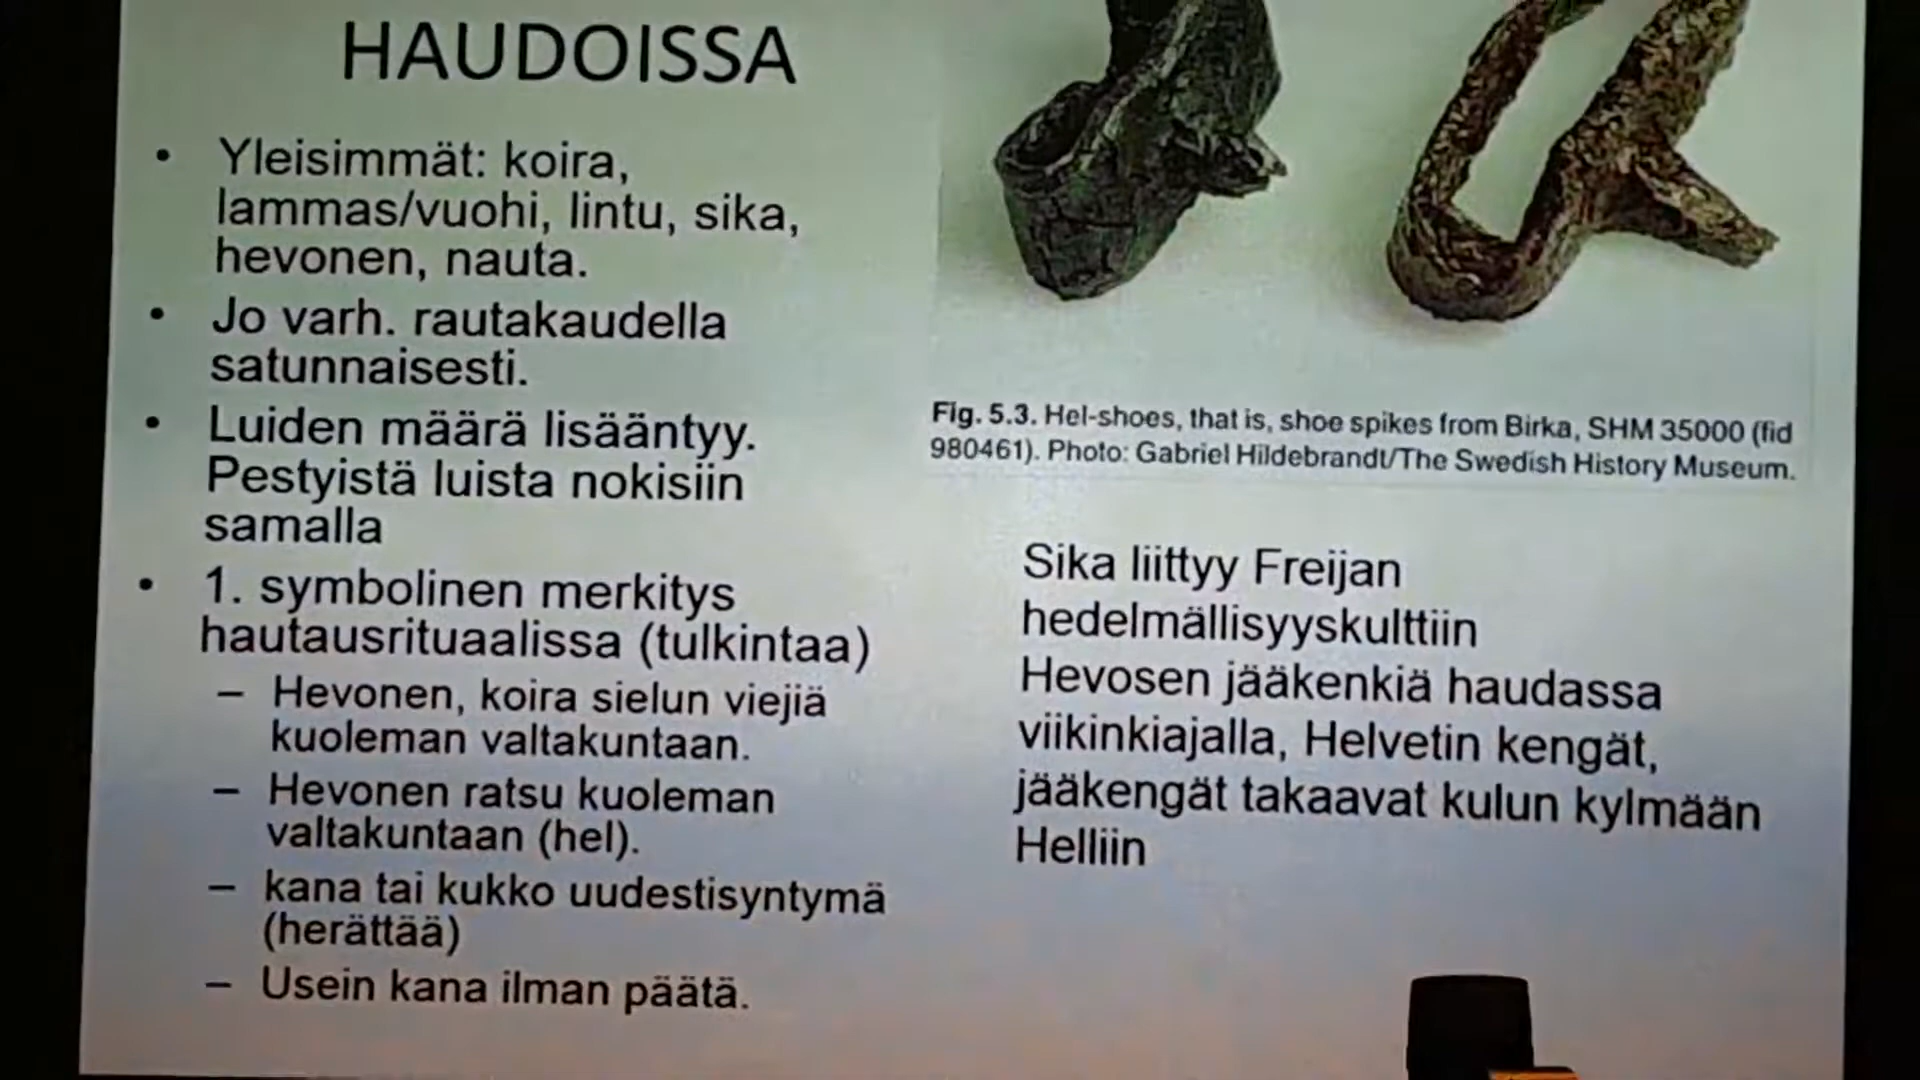 HAUDOISSA
• Yleisimmät: koira,
lammas/vuohi, lintu, sika,
hevonen, nauta.
• Jo varh. rautakaudella
satunnaisesti.
• Luiden määrä lisääntyy.
Pestyistä luista nokisiin
samalla
• 1. symbolinen merkitys
hautausrituaalissa (tulkintaa)
– Hevonen, koira sielun viejiä
kuoleman valtakuntaan.
– Hevonen ratsu kuoleman
valtakuntaan (hel).
– kana tai kukko uudestisyntymä
(herättää)
– Usein kana ilman päätä.
Fig. 5.3. Hel-shoes, that is, shoe spikes from Birka, SHM 35000 (fid
980461). Photo: Gabriel Hildebrandt/The Swedish History Museum.
Sika liittyy Freijan
hedelmällisyyskulttiin
Hevosen jääkenkiä haudassa
viikinkiajalla, Helvetin kengät,
jääkengät takaavat kulun kylmään
Helliin